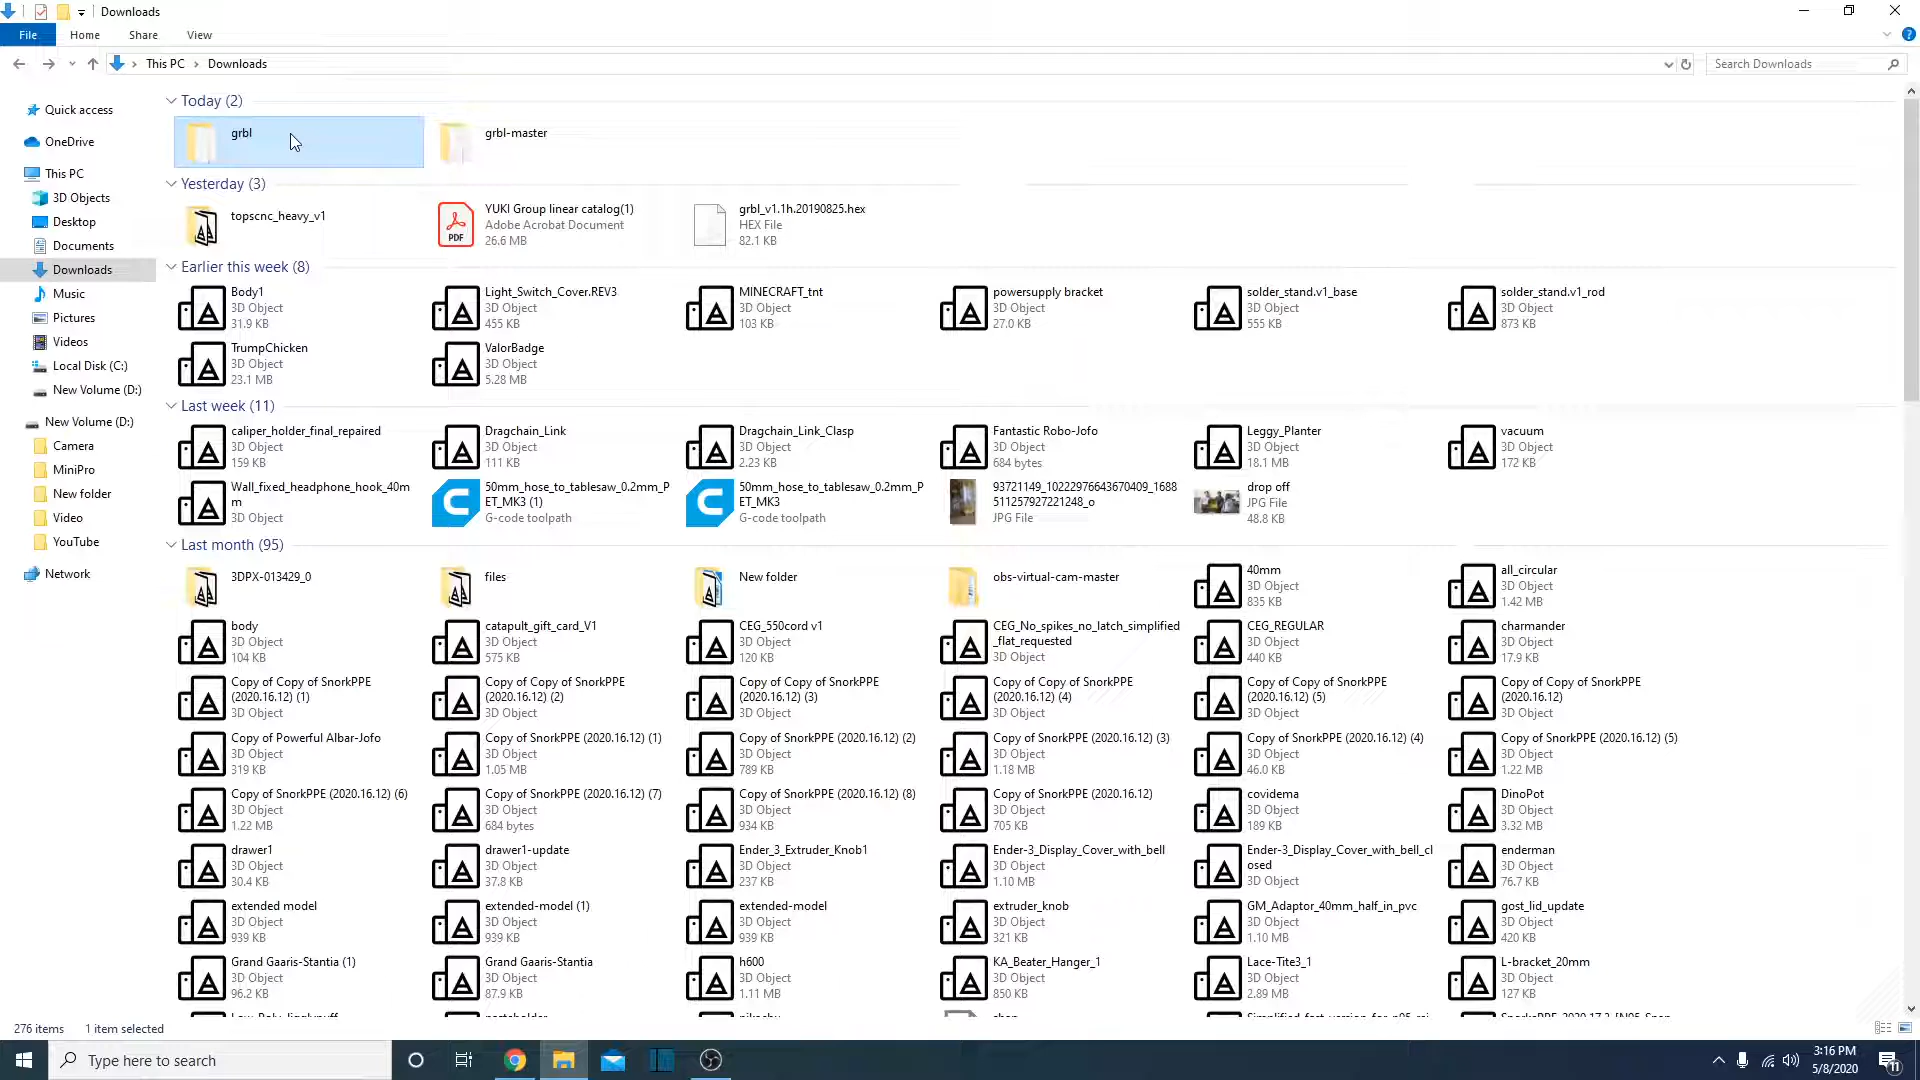 Downloads
File Home Share View
This PC Downloads
Search Downloads
Quick access
OneDrive
This PC
3D Objects
Desktop
Documents
Downloads
Music
Pictures
Videos
Local Disk (C:)
New Volume (D:)
New Volume (D:)
Camera
MiniPro
New folder
Video
YouTube
Network
Today (2)
grbl
grbl-master
Yesterday (3)
topscnc_heavy_v1
YUKI Group linear catalog(1)
Adobe Acrobat Document
26.6 MB
PDF
grbl_v1.1h.20190825.hex
HEX File
82.1 KB
Earlier this week (8)
Body1
3D Object
31.9 KB
Light_Switch_Cover.REV3
3D Object
455 KB
MINECRAFT_tnt
3D Object
103 KB
powersupply bracket
3D Object
27.0 KB
solder_stand.v1_base
3D Object
555 KB
solder_stand.v1_rod
3D Object
873 KB
TrumpChicken
3D Object
23.1 MB
ValorBadge
3D Object
5.28 MB
Last week (11)
caliper_holder_final_repaired
3D Object
159 KB
Dragchain_Link
3D Object
111 KB
Dragchain_Link_Clasp
3D Object
2.23 KB
Fantastic Robo-Jofo
3D Object
684 bytes
Leggy_Planter
3D Object
18.1 MB
vacuum
3D Object
172 KB
Wall_fixed_headphone_hook_40m
m
3D Object
50mm_hose_to_tablesaw_0.2mm_P
ET_MK3 (1)
G-code toolpath
50mm_hose_to_tablesaw_0.2mm_P
ET_MK3
G-code toolpath
93721149_10222976643670409_1688
511257927221248_o
JPG File
drop off
JPG File
48.8 KB
Last month (95)
3DPX-013429_0
files
New folder
obs-virtual-cam-master
40mm
3D Object
835 KB
all_circular
3D Object
1.42 MB
body
3D Object
104 KB
catapult_gift_card_V1
3D Object
575 KB
CEG_550cord v1
3D Object
120 KB
CEG_No_spikes_no_latch_simplified
_flat_requested
3D Object
CEG_REGULAR
3D Object
440 KB
charmander
3D Object
17.9 KB
Copy of Copy of SnorkPPE
(2020.16.12) (1)
3D Object
Copy of Copy of SnorkPPE
(2020.16.12) (2)
3D Object
Copy of Copy of SnorkPPE
(2020.16.12) (3)
3D Object
Copy of Copy of SnorkPPE
(2020.16.12) (4)
3D Object
Copy of Copy of SnorkPPE
(2020.16.12) (5)
3D Object
Copy of Copy of SnorkPPE
(2020.16.12)
3D Object
Copy of Powerful Albar-Jofo
3D Object
319 KB
Copy of SnorkPPE (2020.16.12) (1)
3D Object
1.05 MB
Copy of SnorkPPE (2020.16.12) (2)
3D Object
789 KB
Copy of SnorkPPE (2020.16.12) (3)
3D Object
1.18 MB
Copy of SnorkPPE (2020.16.12) (4)
3D Object
46.0 KB
Copy of SnorkPPE (2020.16.12) (5)
3D Object
1.22 MB
Copy of SnorkPPE (2020.16.12) (6)
3D Object
1.22 MB
Copy of SnorkPPE (2020.16.12) (7)
3D Object
684 bytes
Copy of SnorkPPE (2020.16.12) (8)
3D Object
934 KB
Copy of SnorkPPE (2020.16.12)
3D Object
705 KB
covidema
3D Object
189 KB
DinoPot
3D Object
3.32 MB
drawer1
3D Object
30.4 KB
drawer1-update
3D Object
37.8 KB
Ender_3_Extruder_Knob1
3D Object
237 KB
Ender-3_Display_Cover_with_bell
3D Object
1.10 MB
Ender-3_Display_Cover_with_bell_cl
osed
3D Object
enderman
3D Object
76.7 KB
extended model
3D Object
939 KB
extended-model (1)
3D Object
939 KB
extended-model
3D Object
939 KB
extruder_knob
3D Object
321 KB
GM_Adaptor_40mm_half_in_pvc
3D Object
1.10 MB
gost_lid_update
3D Object
420 KB
Grand Gaaris-Stantia (1)
3D Object
96.2 KB
Grand Gaaris-Stantia
3D Object
87.9 KB
h600
3D Object
1.11 MB
KA_Beater_Hanger_1
3D Object
850 KB
Lace-Tite3_1
3D Object
2.89 MB
L-bracket_20mm
3D Object
127 KB
276 items 1 item selected
Type here to search
3:16 PM
5/8/2020
11